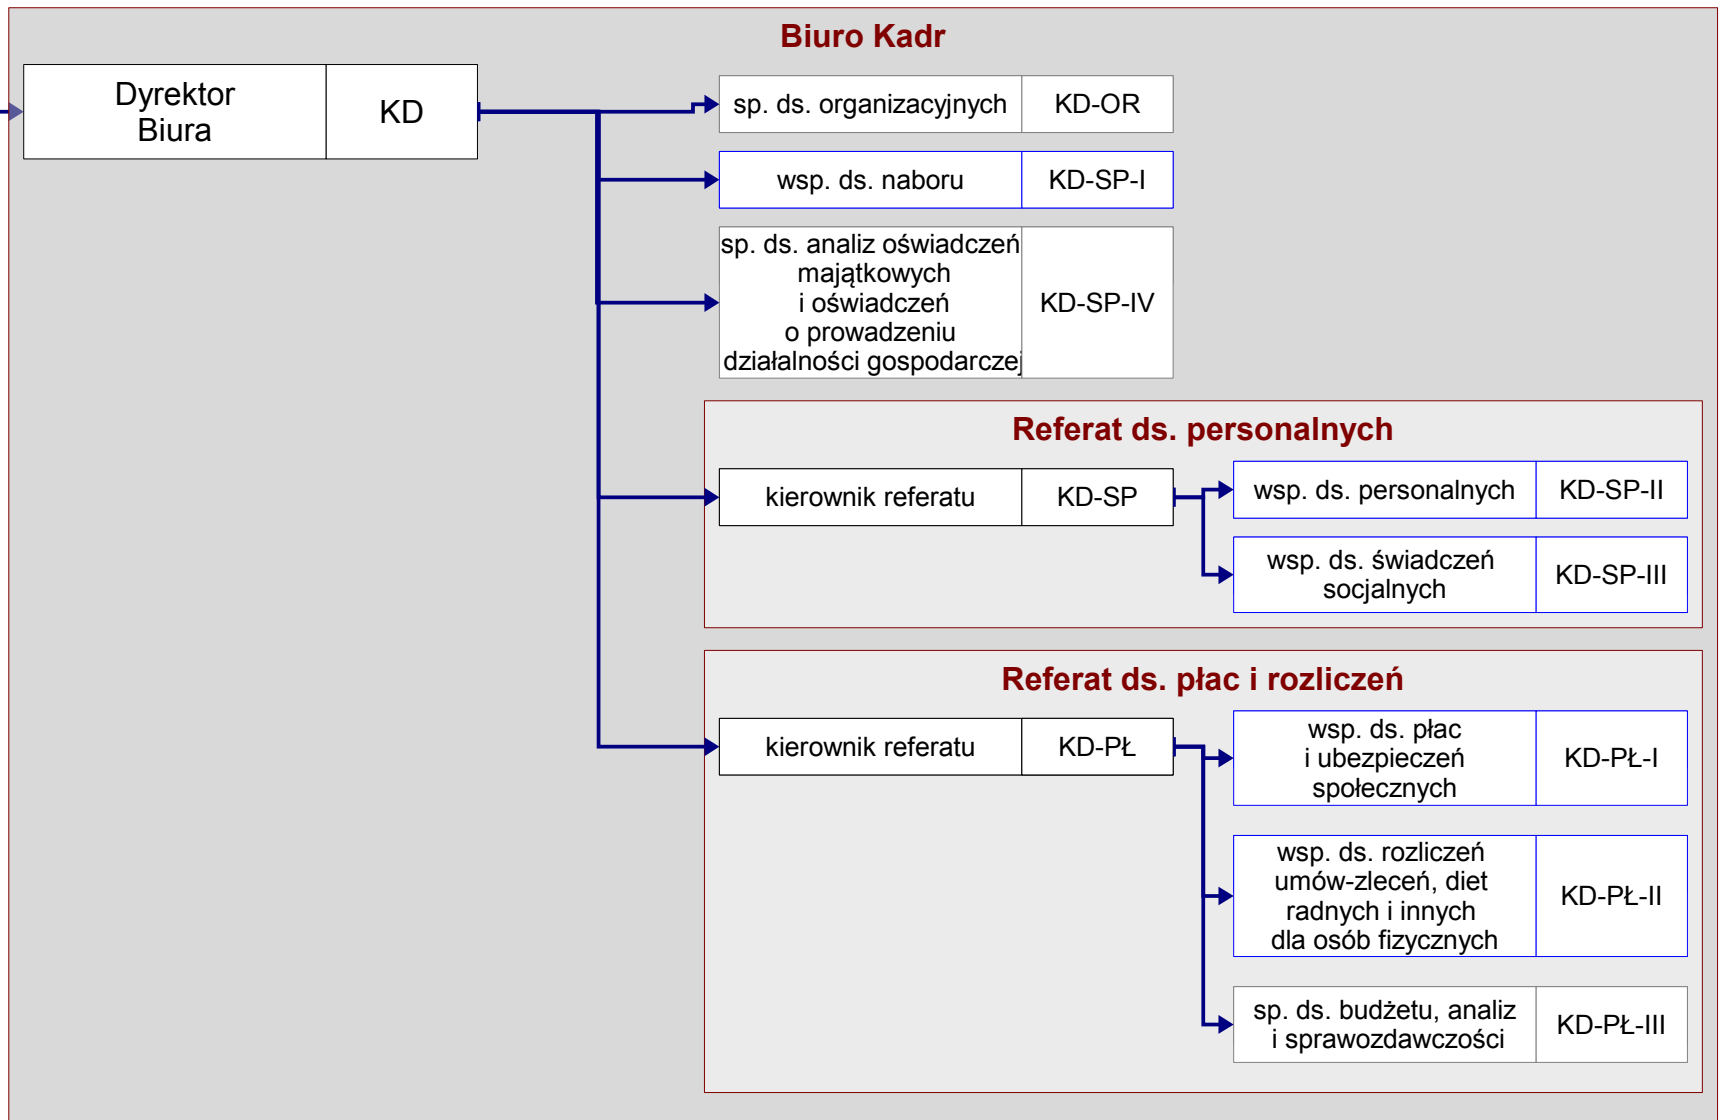 Biuro Kadr
Dyrektor
Biura
KD
sp. ds. organizacyjnych
KD-OR
wsp. ds. naboru
KD-SP-I
sp. ds. analiz oświadczeń
majątkowych
i oświadczeń
o prowadzeniu
działalności gospodarczej
KD-SP-IV
Referat ds. personalnych
kierownik referatu
KD-SP
wsp. ds. personalnych
KD-SP-II
wsp. ds. świadczeń
socjalnych
KD-SP-III
Referat ds. płac i rozliczeń
kierownik referatu
KD-PŁ
wsp. ds. płac
i ubezpieczeń
społecznych
KD-PŁ-I
wsp. ds. rozliczeń
umów-zleceń, diet
radnych i innych
dla osób fizycznych
KD-PŁ-II
sp. ds. budżetu, analiz
i sprawozdawczości
KD-PŁ-III